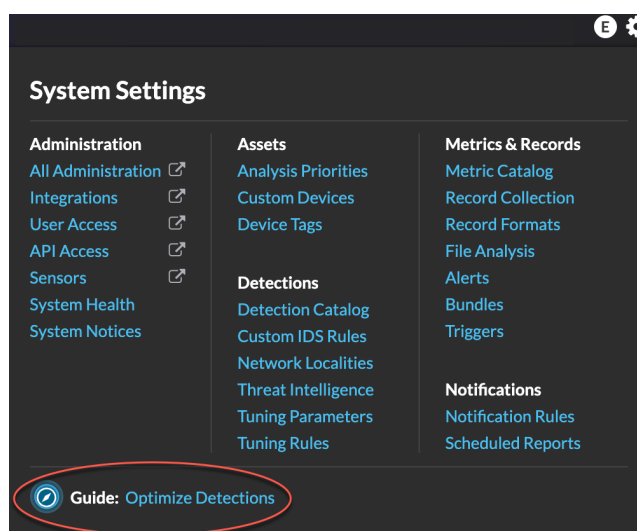 E
System Settings
Administration
All Administration
Integrations
User Access
API Access
Sensors
System Health
System Notices
Assets
Analysis Priorities
Custom Devices
Device Tags
Detections
Detection Catalog
Custom IDS Rules
Network Localities
Threat Intelligence
Tuning Parameters
Tuning Rules
Metrics & Records
Metric Catalog
Record Collection
Record Formats
File Analysis
Alerts
Bundles
Triggers
Notifications
Notification Rules
Scheduled Reports
Guide: Optimize Detections